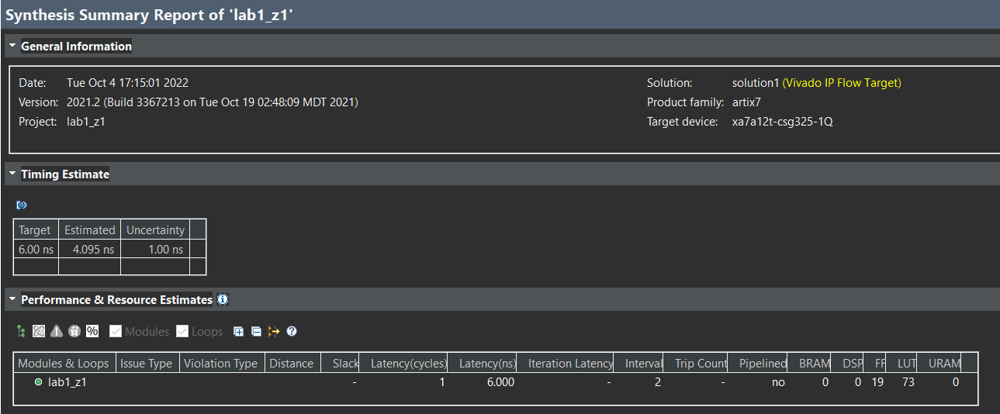 Synthesis Summary Report of 'lab1_z1'
General Information
Date: Tue Oct 4 17:15:01 2022 Solution: solution1 (Vivado IP Flow Target)
Version: 2021.2 (Build 3367213 on Tue Oct 19 02:48:09 MDT 2021) Product family: artix7
Project: lab1_z1 Target device: xa7a12t-csg325-1Q
Timing Estimate
Target Estimated Uncertainty
6.00 ns 4.095 ns 1.00 ns
Performance & Resource Estimates
% Modules Loops
Modules & Loops Issue Type Violation Type Distance Slack Latency(cycles) Latency(ns) Iteration Latency Interval Trip Count Pipelined BRAM DSP FF LUT URAM
lab1_z1 - 1 6.000 - 2 - no 0 0 19 73 0